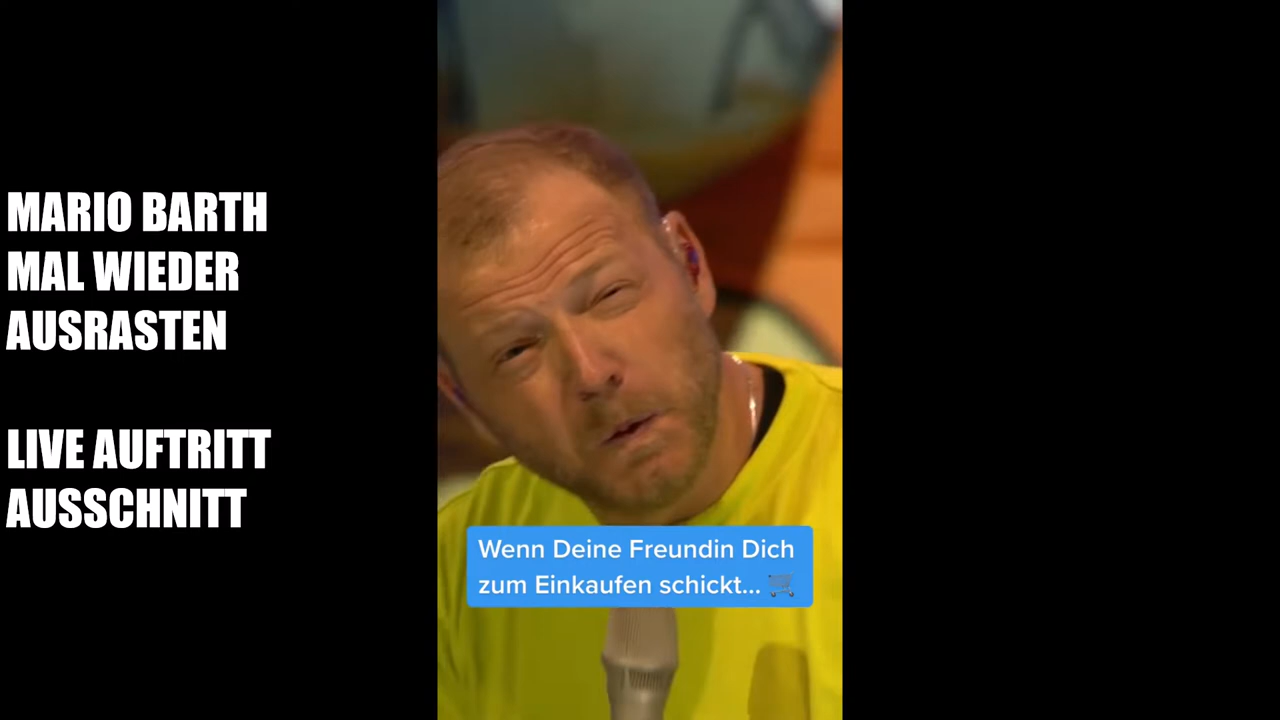 MARIO BARTH
MAL WIEDER
AUSRASTEN
LIVE AUFTRITT
AUSSCHNITT
Wenn Deine Freundin Dich
zum Einkaufen schickt... 🛒